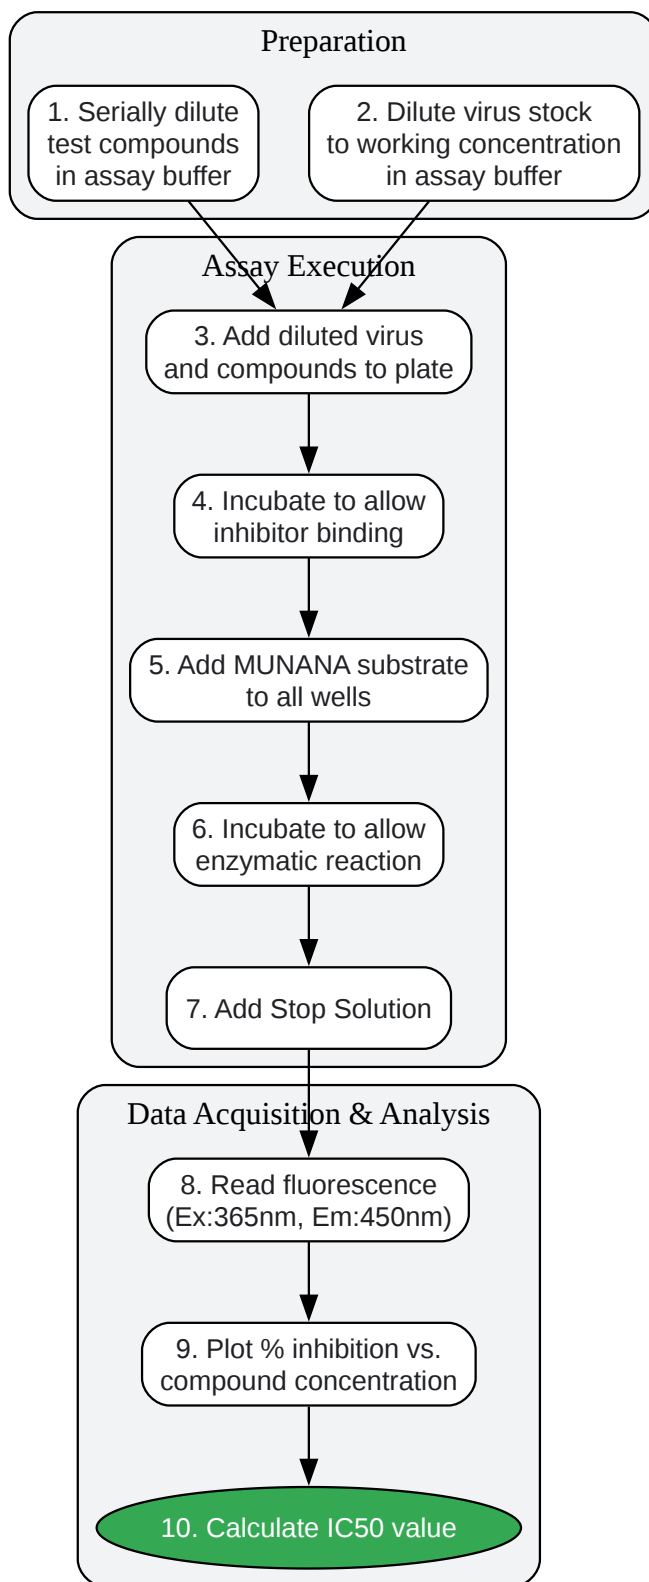 Preparation
1. Serially dilute
test compounds
in assay buffer
2. Dilute virus stock
to working concentration
in assay buffer
Assay Execution
3. Add diluted virus
and compounds to plate
4. Incubate to allow
inhibitor binding
5. Add MUNANA substrate
to all wells
6. Incubate to allow
enzymatic reaction
7. Add Stop Solution
Data Acquisition & Analysis
8. Read fluorescence
(Ex:365nm, Em:450nm)
9. Plot % inhibition vs.
compound concentration
10. Calculate IC50 value